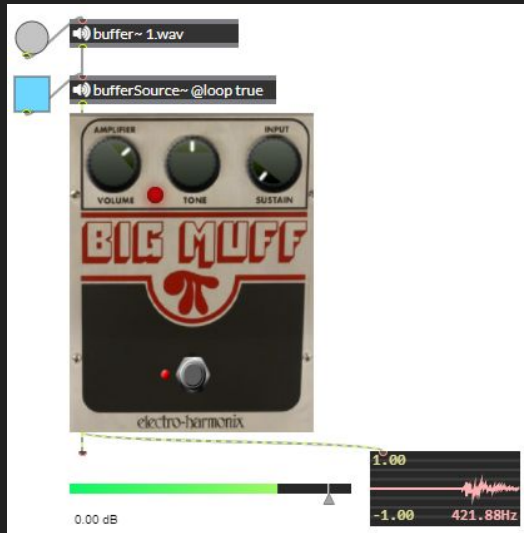 buffer~ 1.wav
bufferSource~ @loop true
AMPLIFIER
INPUT
VOLUME
TONE
SUSTAIN
BIG MUFF
π
electro-harmonix
1.00
-1.00 421.88Hz
0.00 dB